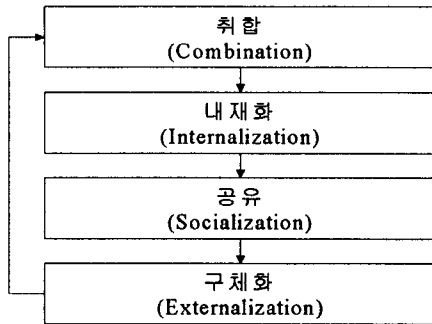 취합
(Combination)
내재화
(Internalization)
공유
(Socialization)
구체화
(Externalization)